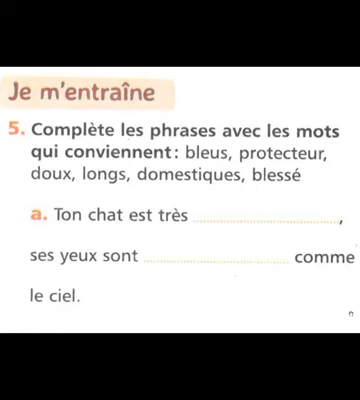 Je m'entraîne
5. Complète les phrases avec les mots
qui conviennent : bleus, protecteur,
doux, longs, domestiques, blessé
a. Ton chat est très ....................,
ses yeux sont .................... comme
le ciel.